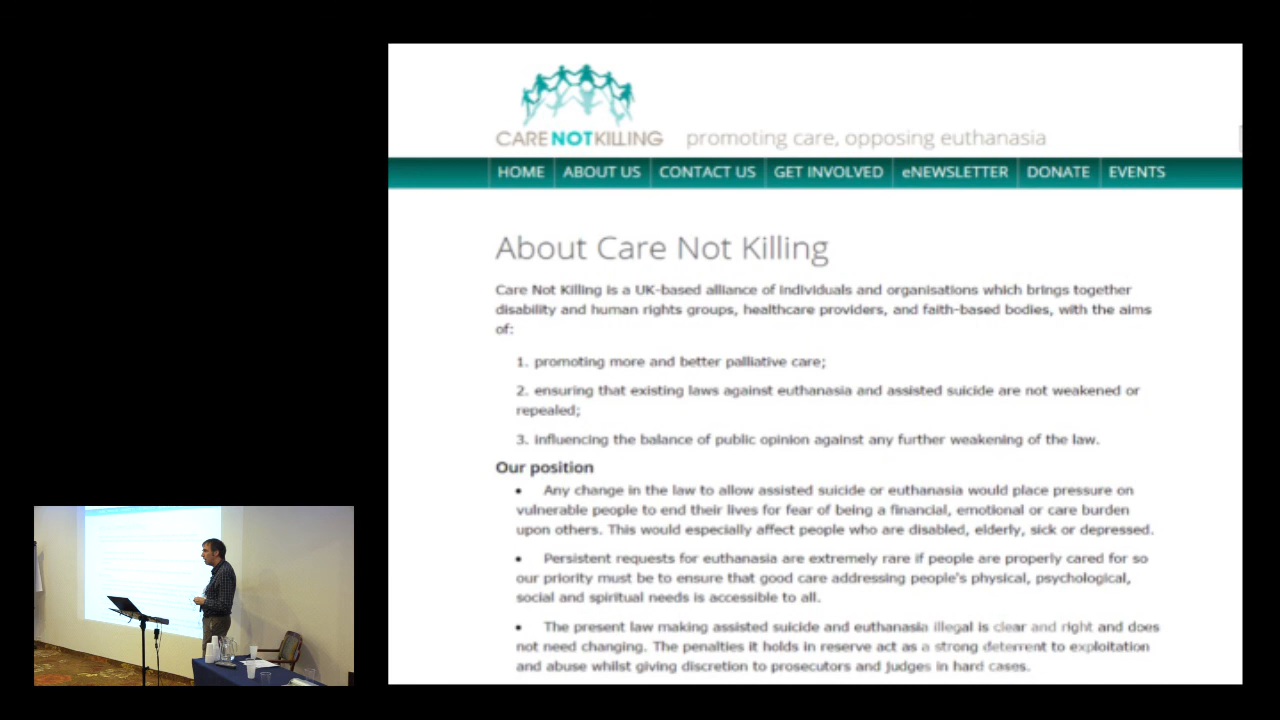 CARE NOT KILLING promoting care, opposing euthanasia
HOME ABOUT US CONTACT US GET INVOLVED eNEWSLETTER DONATE EVENTS
About Care Not Killing
Care Not Killing is a UK-based alliance of individuals and organisations which brings together
disability and human rights groups, healthcare providers, and faith-based bodies, with the aims
of:
1. promoting more and better palliative care;
2. ensuring that existing laws against euthanasia and assisted suicide are not weakened or
repealed;
3. influencing the balance of public opinion against any further weakening of the law.
Our position
• Any change in the law to allow assisted suicide or euthanasia would place pressure on
vulnerable people to end their lives for fear of being a financial, emotional or care burden
upon others. This would especially affect people who are disabled, elderly, sick or depressed.
• Persistent requests for euthanasia are extremely rare if people are properly cared for so
our priority must be to ensure that good care addressing people's physical, psychological,
social and spiritual needs is accessible to all.
• The present law making assisted suicide and euthanasia illegal is clear and right and does
not need changing. The penalties it holds in reserve act as a strong deterrent to exploitation
and abuse whilst giving discretion to prosecutors and judges in hard cases.